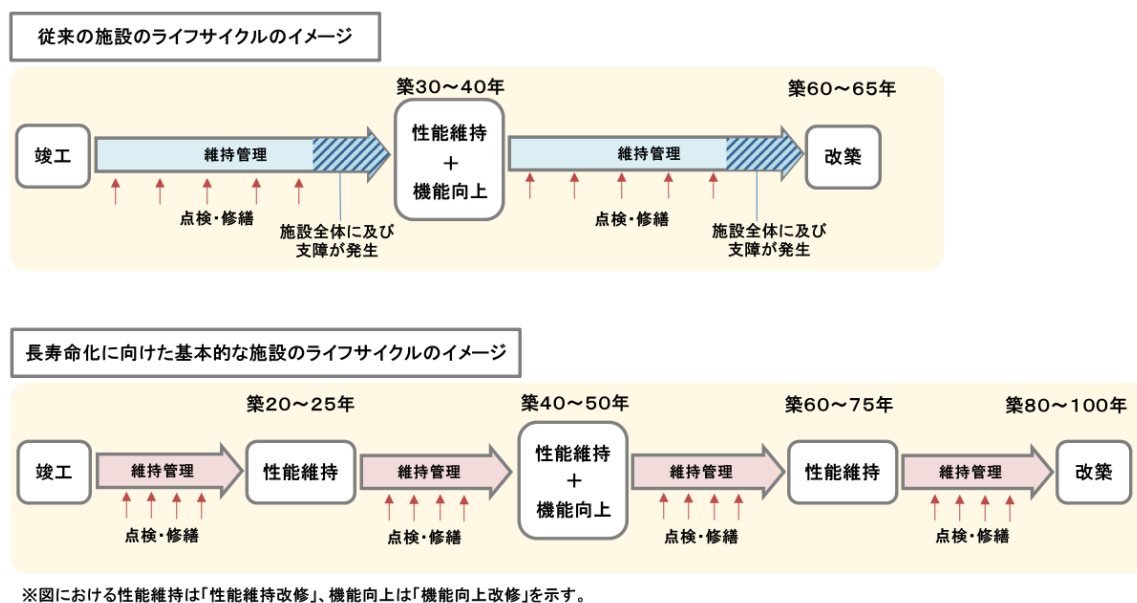 従来の施設のライフサイクルのイメージ
築30～40年
築60～65年
竣工
維持管理
性能維持
＋
機能向上
維持管理
改築
点検・修繕
施設全体に及び
支障が発生
点検・修繕
施設全体に及び
支障が発生
長寿命化に向けた基本的な施設のライフサイクルのイメージ
築20～25年
築40～50年
築60～75年
築80～100年
竣工
維持管理
性能維持
維持管理
性能維持
＋
機能向上
維持管理
性能維持
維持管理
改築
点検・修繕
点検・修繕
点検・修繕
点検・修繕
※図における性能維持は「性能維持改修」、機能向上は「機能向上改修」を示す。